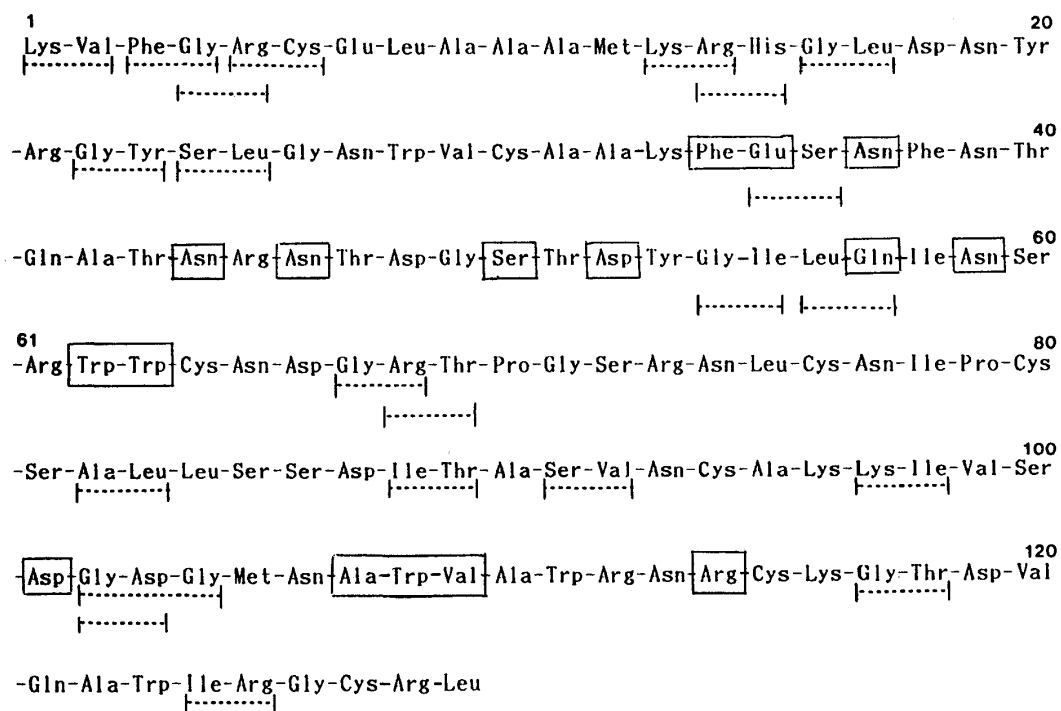 1 20
Lys-Val-Phe-Gly-Arg-Cys-Glu-Leu-Ala-Ala-Ala-Met-Lys-Arg-His-Gly-Leu-Asp-Asn-Tyr
40
-Arg-Gly-Tyr-Ser-Leu-Gly-Asn-Trp-Val-Cys-Ala-Ala-Lys-Phe-Glu-Ser-Asn-Phe-Asn-Thr
60
-Gln-Ala-Thr-Asn-Arg-Asn-Thr-Asp-Gly-Ser-Thr-Asp-Tyr-Gly-Ile-Leu-Gln-Ile-Asn-Ser
61 80
-Arg-Trp-Trp-Cys-Asn-Asp-Gly-Arg-Thr-Pro-Gly-Ser-Arg-Asn-Leu-Cys-Asn-Ile-Pro-Cys
100
-Ser-Ala-Leu-Leu-Ser-Ser-Asp-Ile-Thr-Ala-Ser-Val-Asn-Cys-Ala-Lys-Lys-Ile-Val-Ser
120
-Asp-Gly-Asp-Gly-Met-Asn-Ala-Trp-Val-Ala-Trp-Arg-Asn-Arg-Cys-Lys-Gly-Thr-Asp-Val
-Gln-Ala-Trp-Ile-Arg-Gly-Cys-Arg-Leu